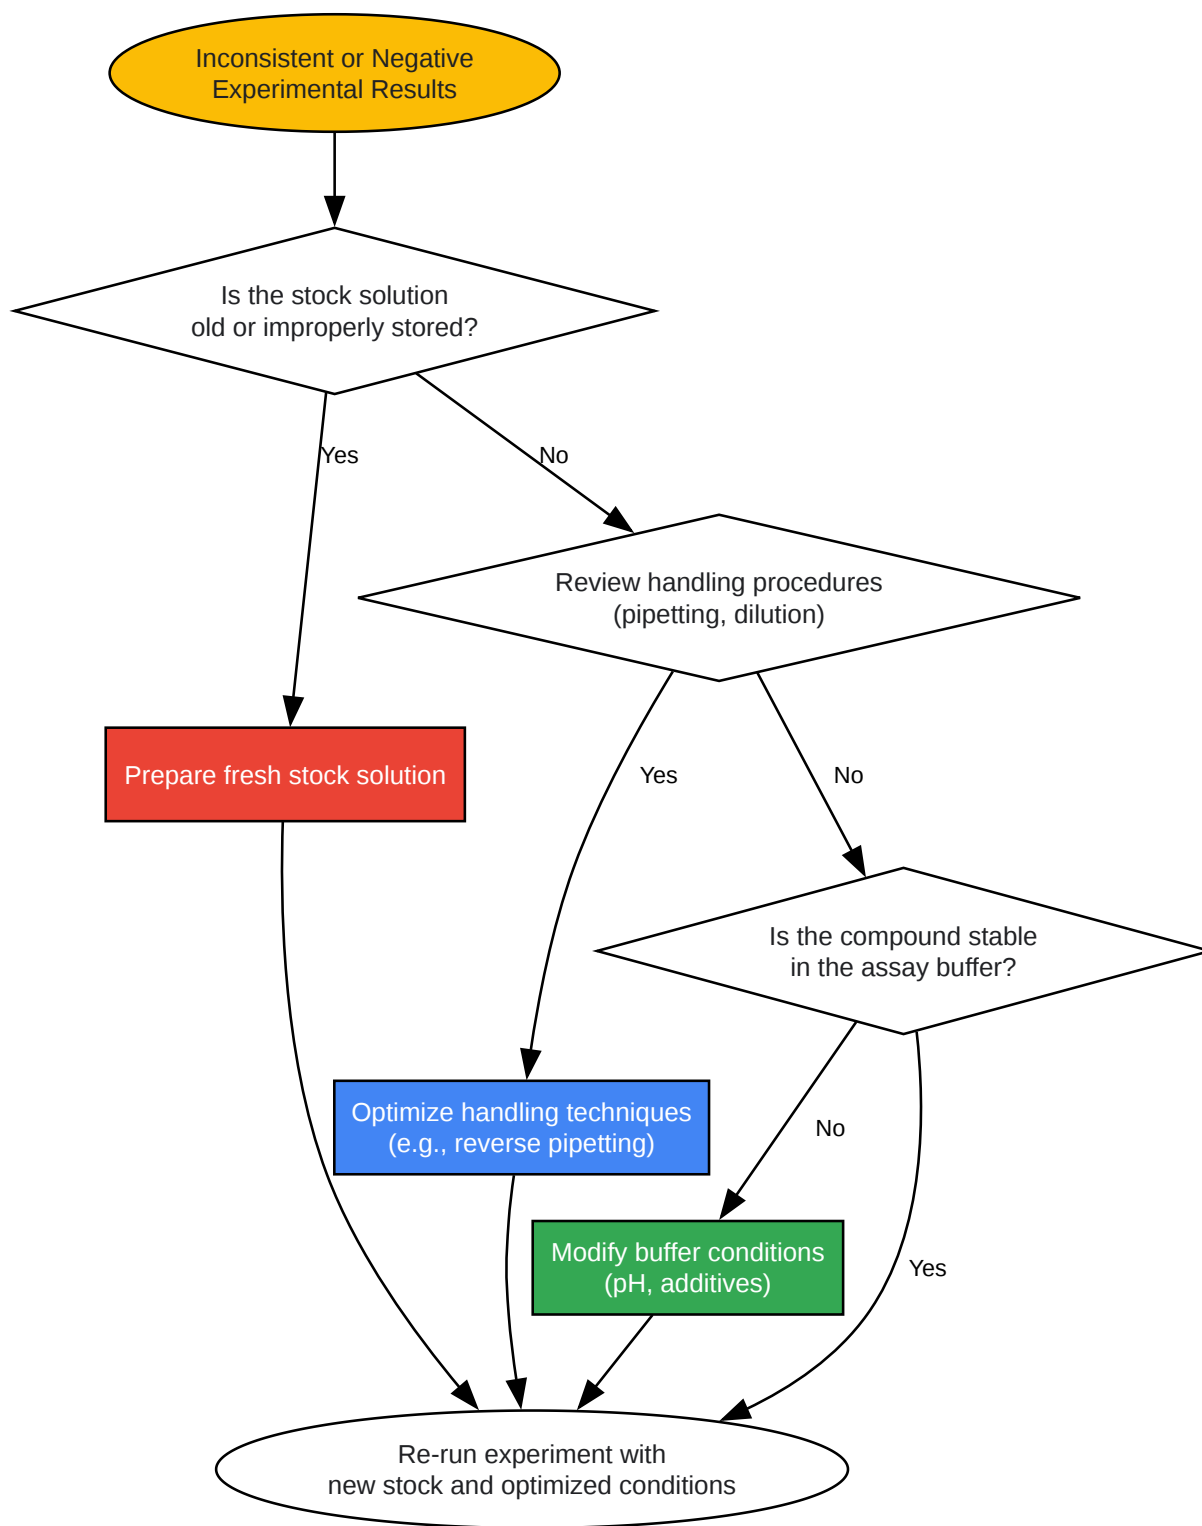 Inconsistent or Negative
Experimental Results
Is the stock solution
old or improperly stored?
Yes
No
Review handling procedures
(pipetting, dilution)
Prepare fresh stock solution
Yes
No
Is the compound stable
in the assay buffer?
Optimize handling techniques
(e.g., reverse pipetting)
No
Modify buffer conditions
(pH, additives)
Yes
Re-run experiment with
new stock and optimized conditions